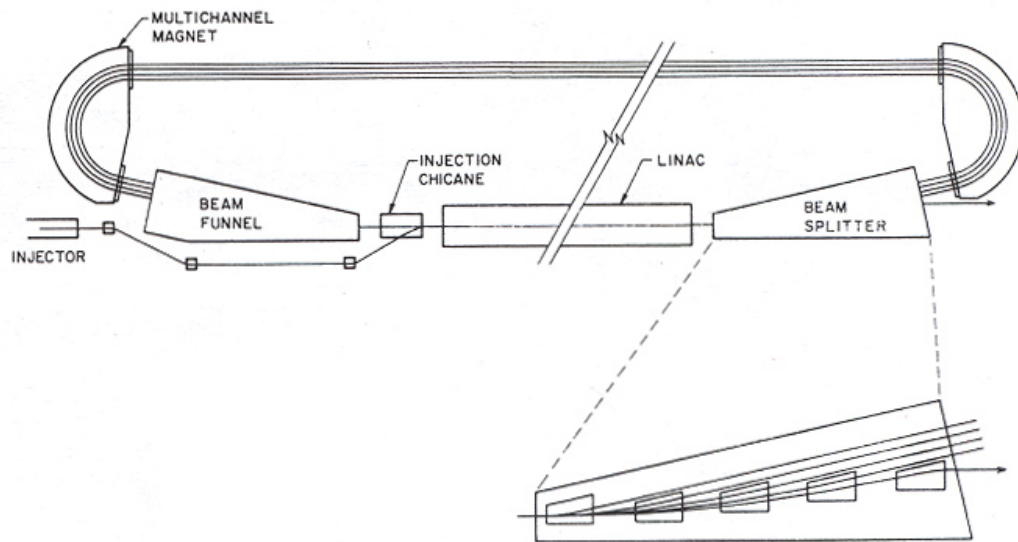 MULTICHANNEL
MAGNET
INJECTION
CHICANE
LINAC
BEAM
FUNNEL
BEAM
SPLITTER
INJECTOR